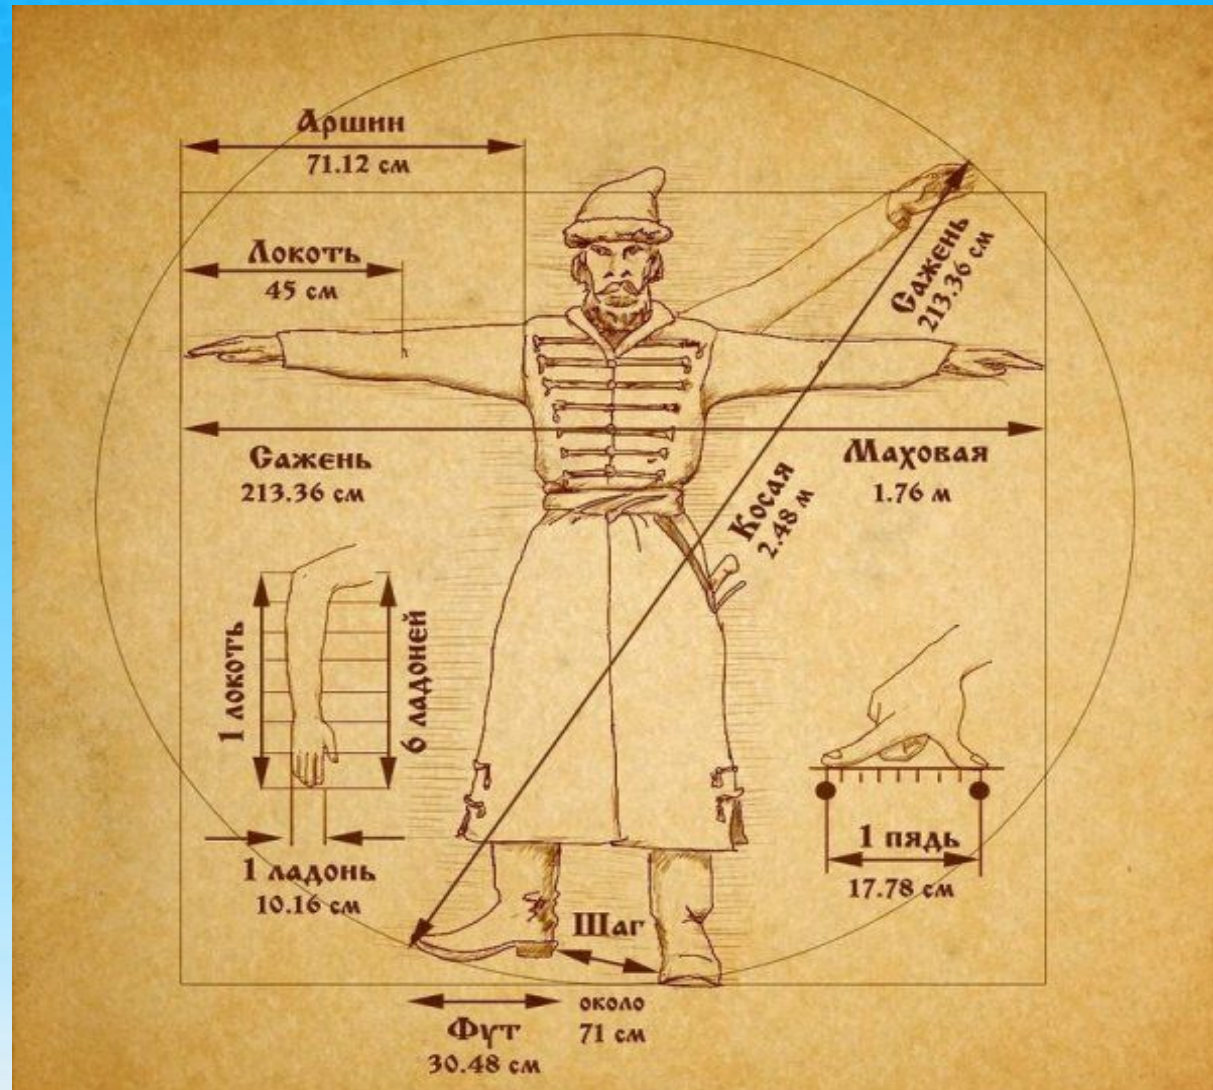 Аршин
71.12 см
Локоть
45 см
Сажень
213.36 см
Сажень
213.36 см
Маховая
1.76 м
Косая
2.48 м
1 локоть
6 ладоней
1 ладонь
10.16 см
1 пядь
17.78 см
Шаг
около
71 см
Фут
30.48 см